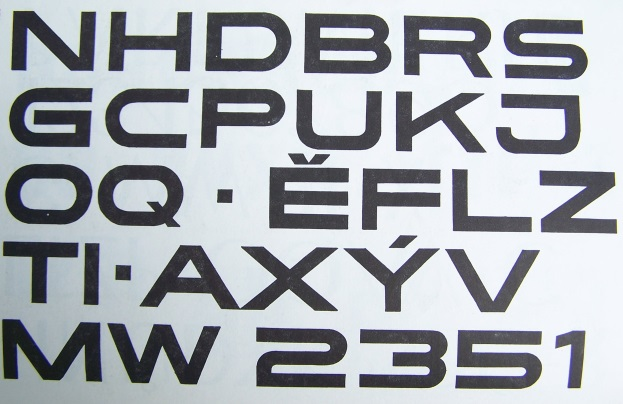 NHDBRS
GCPUKJ
OQ · ĚFLZ
TI·AXÝV
MW 2351